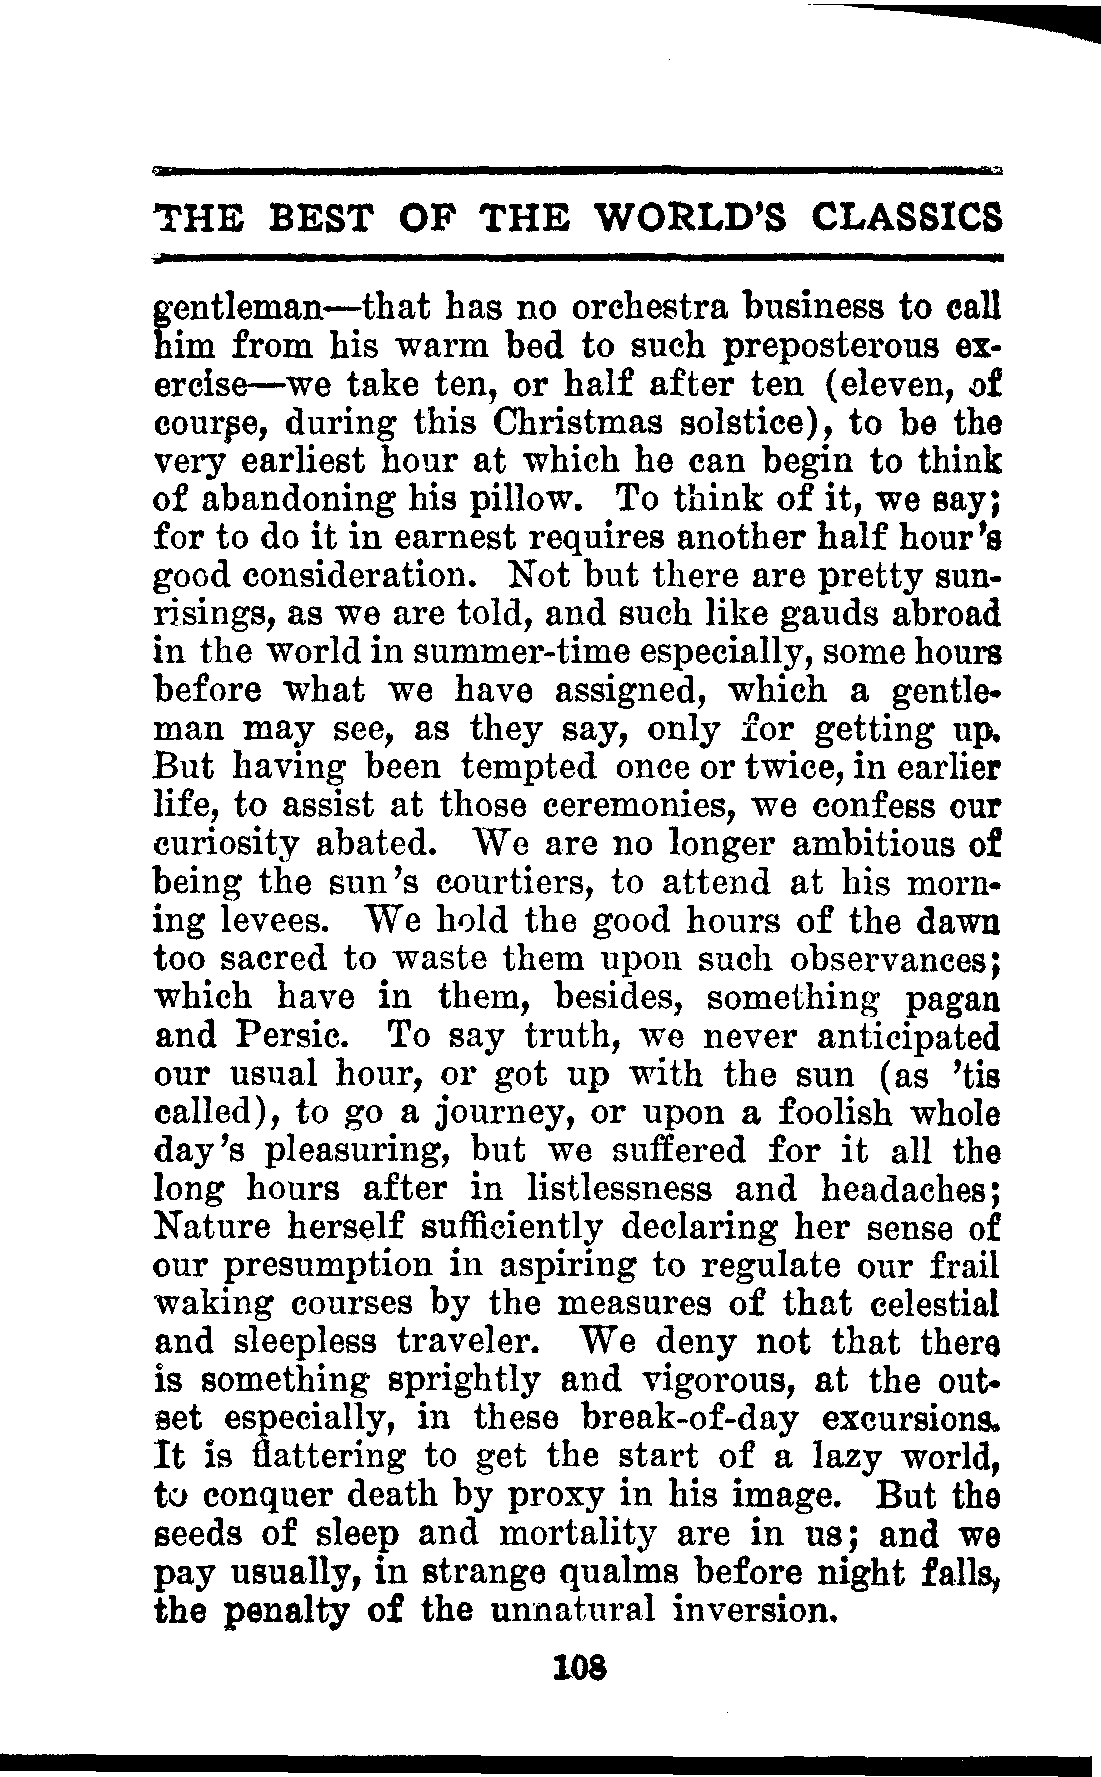 THE BEST OF THE WORLD'S CLASSICS
gentleman—that has no orchestra business to call
him from his warm bed to such preposterous ex-
ercise—we take ten, or half after ten (eleven, of
course, during this Christmas solstice), to be the
very earliest hour at which he can begin to think
of abandoning his pillow. To think of it, we say;
for to do it in earnest requires another half hour's
good consideration. Not but there are pretty sun-
risings, as we are told, and such like gauds abroad
in the world in summer-time especially, some hours
before what we have assigned, which a gentle-
man may see, as they say, only for getting up.
But having been tempted once or twice, in earlier
life, to assist at those ceremonies, we confess our
curiosity abated. We are no longer ambitious of
being the sun's courtiers, to attend at his morn-
ing levees. We hold the good hours of the dawn
too sacred to waste them upon such observances;
which have in them, besides, something pagan
and Persic. To say truth, we never anticipated
our usual hour, or got up with the sun (as 'tis
called), to go a journey, or upon a foolish whole
day's pleasuring, but we suffered for it all the
long hours after in listlessness and headaches;
Nature herself sufficiently declaring her sense of
our presumption in aspiring to regulate our frail
waking courses by the measures of that celestial
and sleepless traveler. We deny not that there
is something sprightly and vigorous, at the out-
set especially, in these break-of-day excursions.
It is flattering to get the start of a lazy world,
to conquer death by proxy in his image. But the
seeds of sleep and mortality are in us; and we
pay usually, in strange qualms before night falls,
the penalty of the unnatural inversion.
108